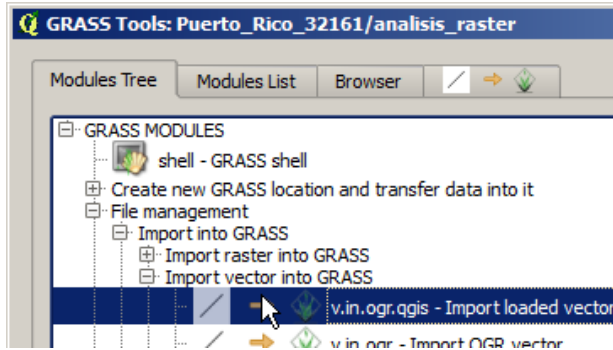 GRASS Tools: Puerto_Rico_32161/analisis_raster
Modules Tree Modules List Browser
GRASS MODULES
shell - GRASS shell
Create new GRASS location and transfer data into it
File management
Import into GRASS
Import raster into GRASS
Import vector into GRASS
v.in.ogr.qgis - Import loaded vector
v.in.ogr - Import OGR vector